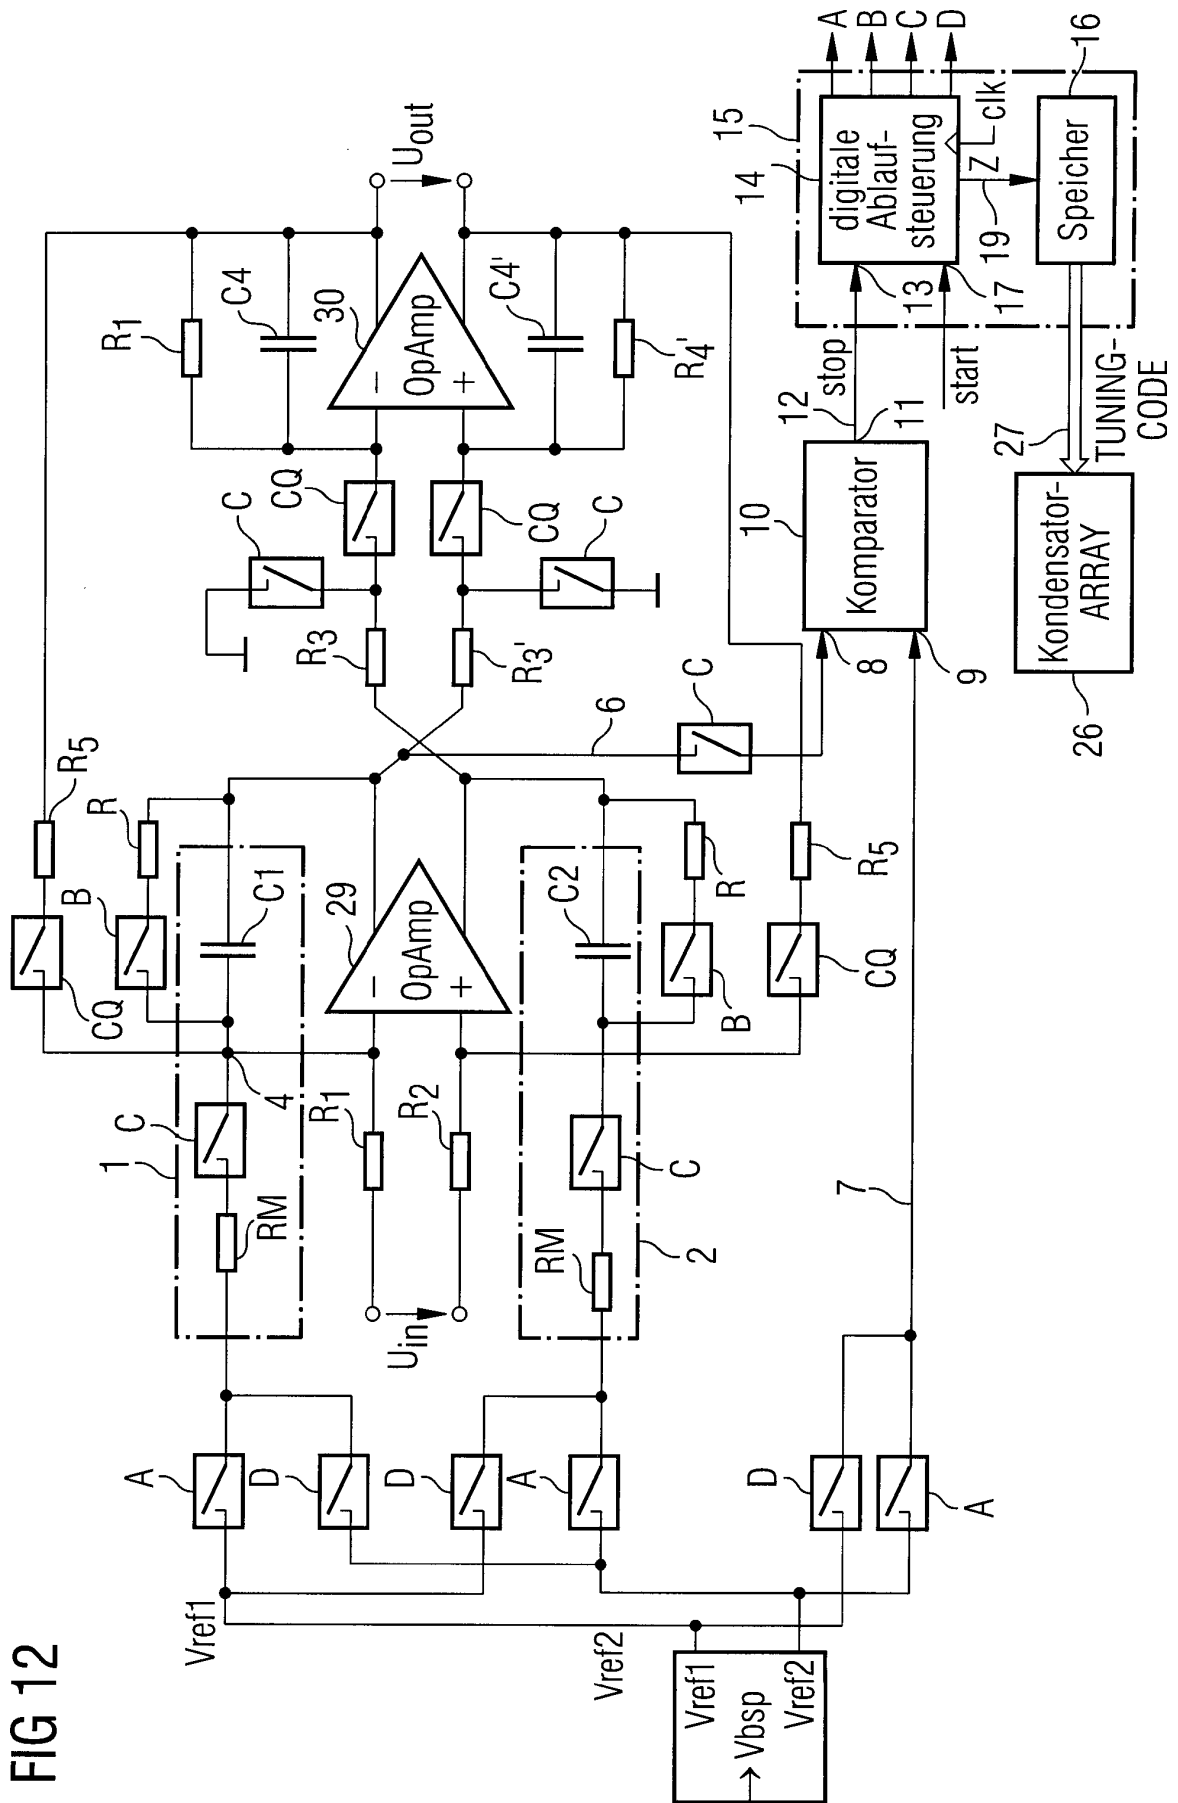 FIG 12
Vref1
Vref2
Vref1
Vbsp
Vref2
A
D
D
A
D
A
1
C
RM
4
CQ
B
R
R5
C1
Uin
R1
R2
29
OpAmp
−
+
RM
2
C
C2
B
R
CQ
R5
7
6
C
R3
R3'
C
CQ
CQ
C
R1
C4
30
OpAmp
−
+
C4'
R4'
Uout
8
9
10
Komparator
11
12
stop
start
13
17
14
15
digitale
Ablauf-
steuerung
A
B
C
D
clk
Z
19
Speicher
16
27
TUNING-
CODE
Kondensator-
ARRAY
26